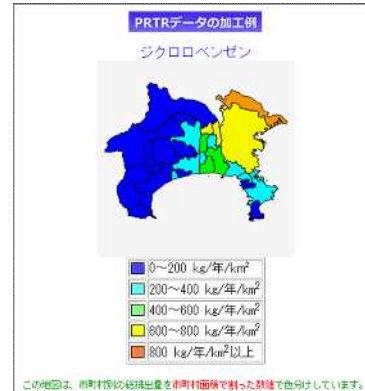 PRTRデータの加工例
ジクロロベンゼン
0～200 kg/年/km²
200～400 kg/年/km²
400～600 kg/年/km²
600～800 kg/年/km²
800 kg/年/km²以上
この地図は、市町村別の総排出量を市町村面積で割った数値で色分けしています。